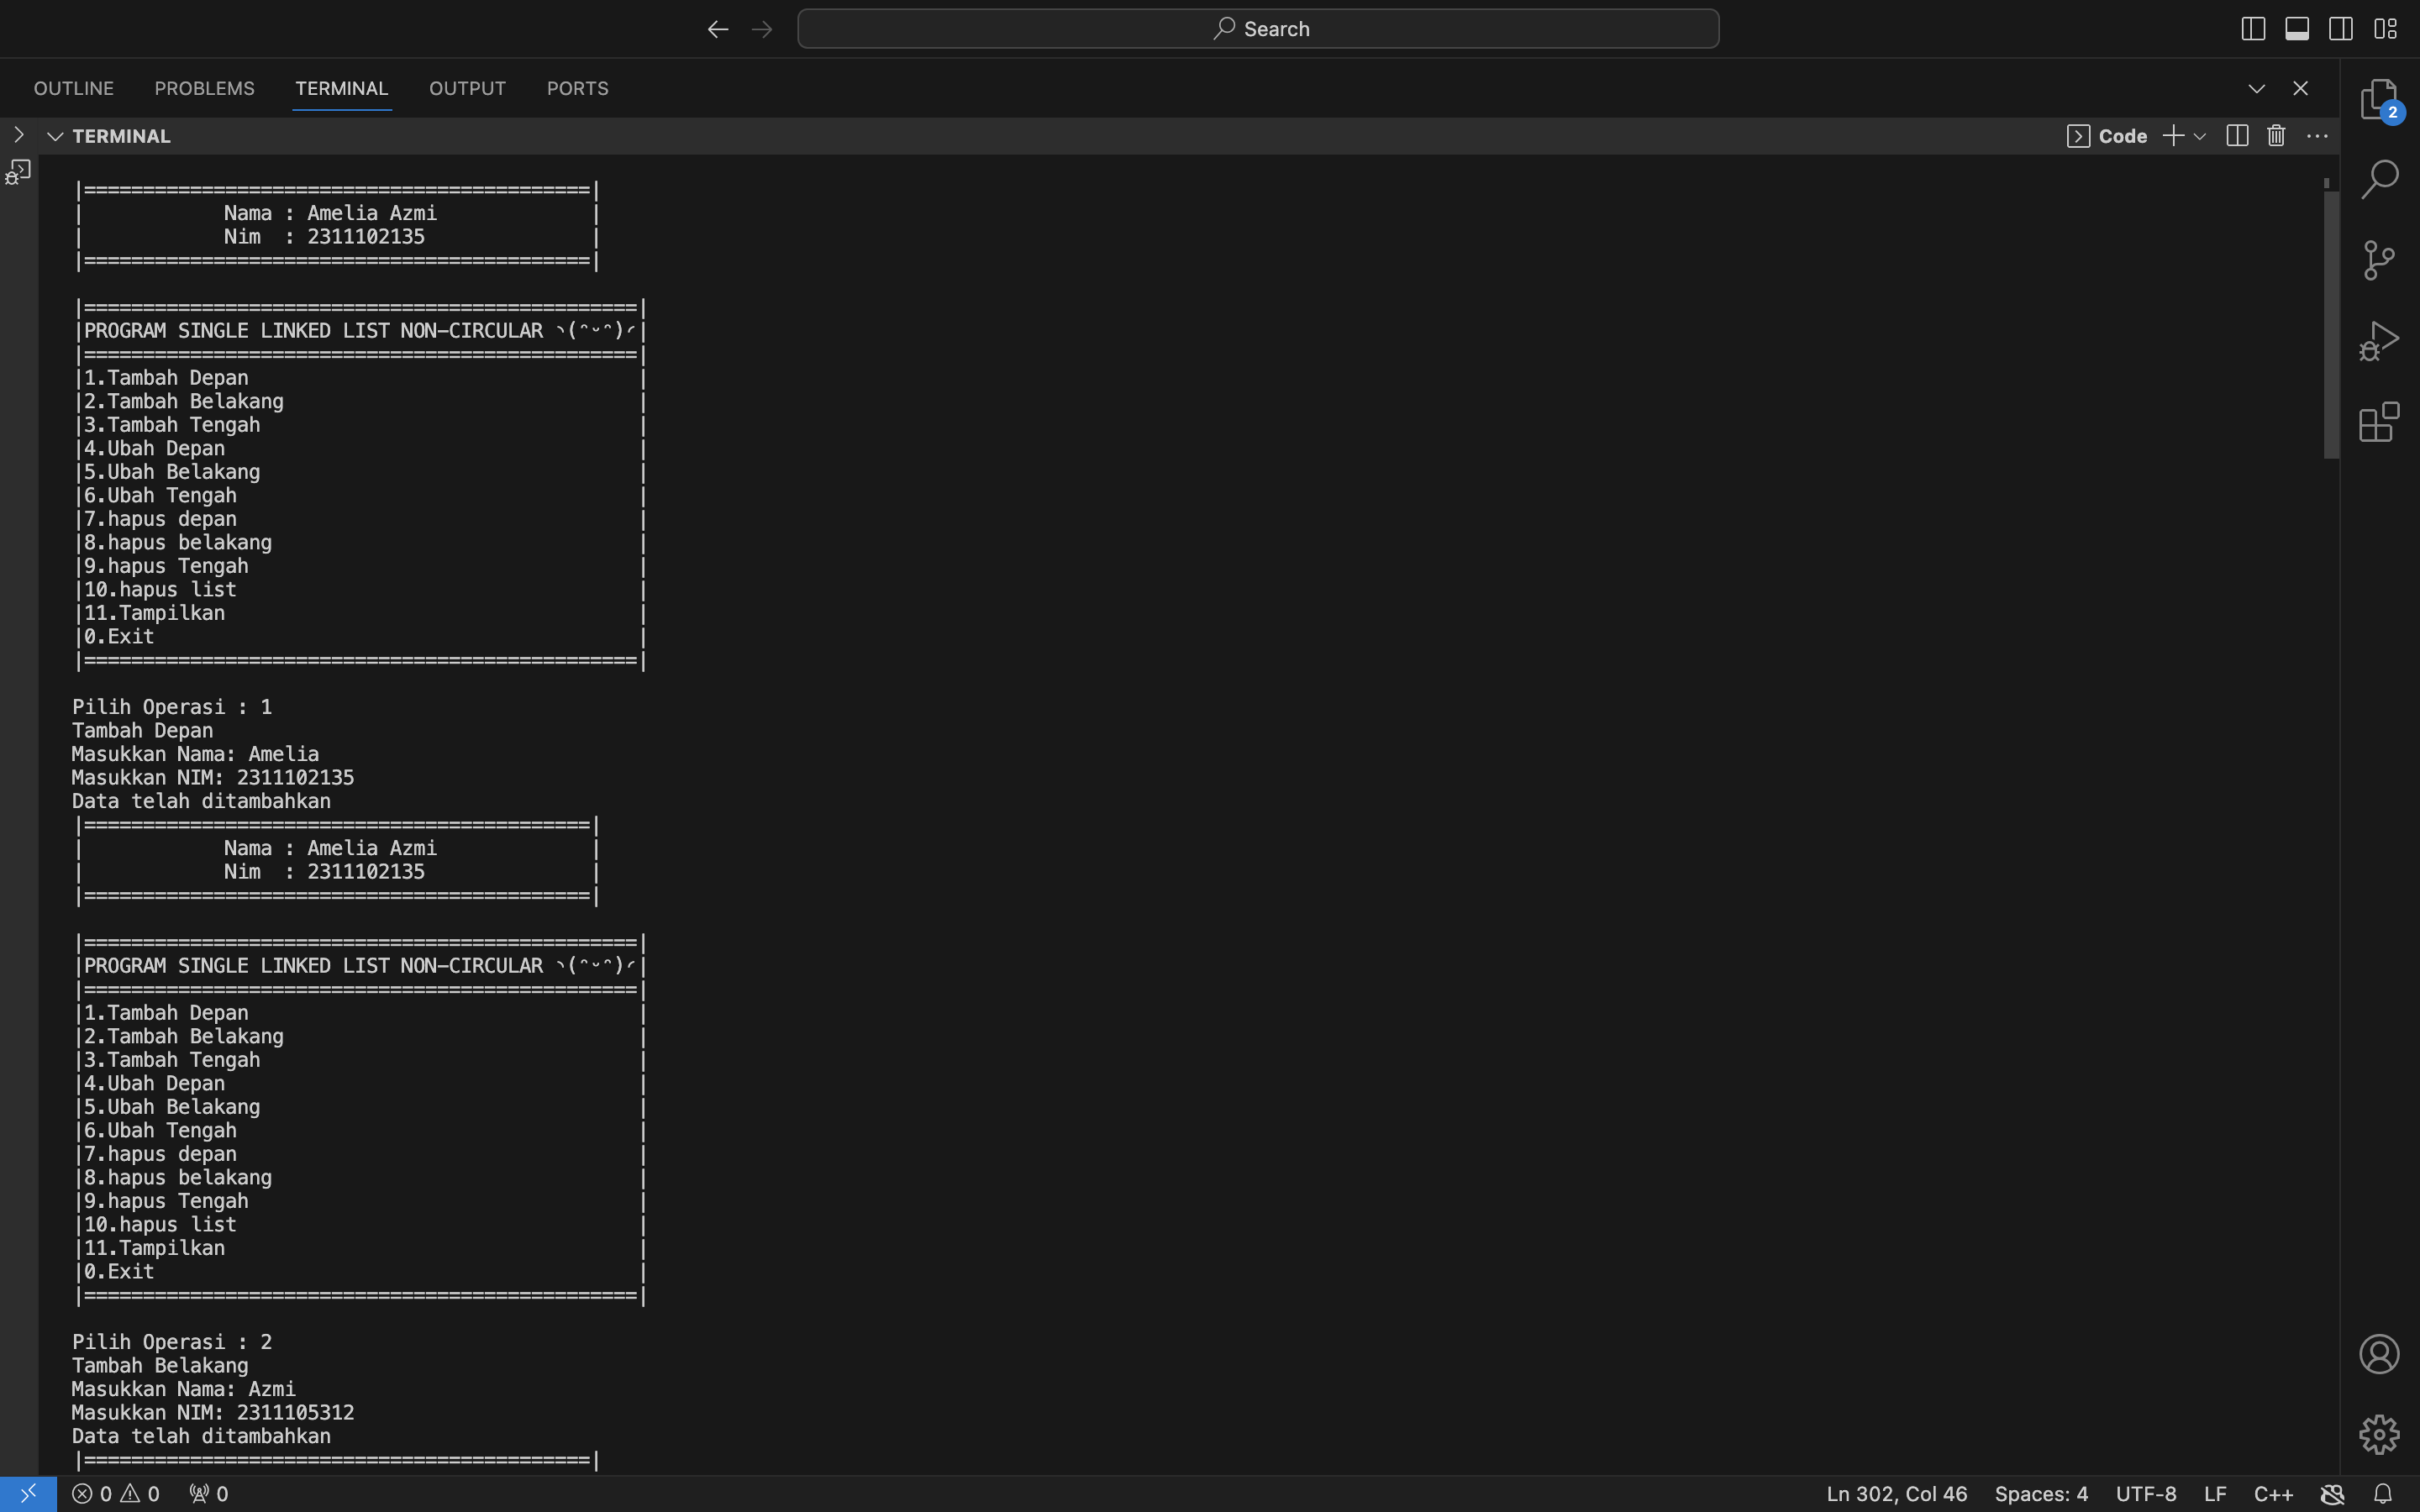 Search
OUTLINE PROBLEMS TERMINAL OUTPUT PORTS
2
TERMINAL Code
|===========================================|
| Nama : Amelia Azmi |
| Nim : 2311102135 |
|===========================================|
|===============================================|
|PROGRAM SINGLE LINKED LIST NON-CIRCULAR ◝(ᵔᵕᵔ)◜|
|===============================================|
|1.Tambah Depan |
|2.Tambah Belakang |
|3.Tambah Tengah |
|4.Ubah Depan |
|5.Ubah Belakang |
|6.Ubah Tengah |
|7.hapus depan |
|8.hapus belakang |
|9.hapus Tengah |
|10.hapus list |
|11.Tampilkan |
|0.Exit |
|===============================================|
Pilih Operasi : 1
Tambah Depan
Masukkan Nama: Amelia
Masukkan NIM: 2311102135
Data telah ditambahkan
|===========================================|
| Nama : Amelia Azmi |
| Nim : 2311102135 |
|===========================================|
|===============================================|
|PROGRAM SINGLE LINKED LIST NON-CIRCULAR ◝(ᵔᵕᵔ)◜|
|===============================================|
|1.Tambah Depan |
|2.Tambah Belakang |
|3.Tambah Tengah |
|4.Ubah Depan |
|5.Ubah Belakang |
|6.Ubah Tengah |
|7.hapus depan |
|8.hapus belakang |
|9.hapus Tengah |
|10.hapus list |
|11.Tampilkan |
|0.Exit |
|===============================================|
Pilih Operasi : 2
Tambah Belakang
Masukkan Nama: Azmi
Masukkan NIM: 2311105312
Data telah ditambahkan
|===========================================|
0 0 0 Ln 302, Col 46 Spaces: 4 UTF-8 LF C++